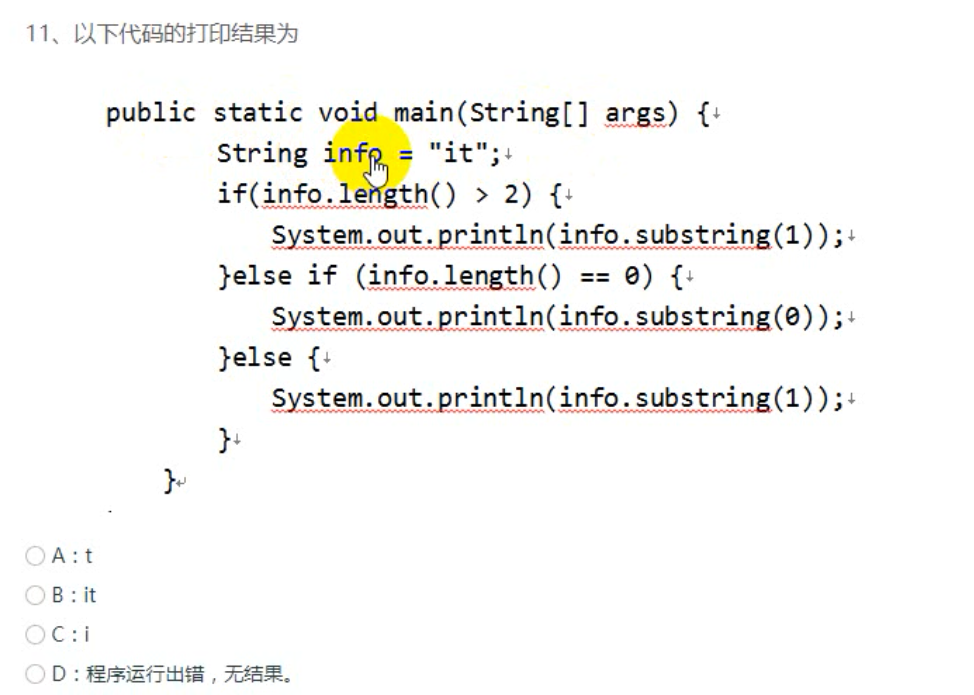 11、以下代码的打印结果为
public static void main(String[] args) {↓
String info = "it";↓
if(info.length() > 2) {↓
System.out.println(info.substring(1));↓
}else if (info.length() == 0) {↓
System.out.println(info.substring(0));↓
}else {↓
System.out.println(info.substring(1));↓
}↓
}↵
A : t
B : it
C : i
D : 程序运行出错，无结果。